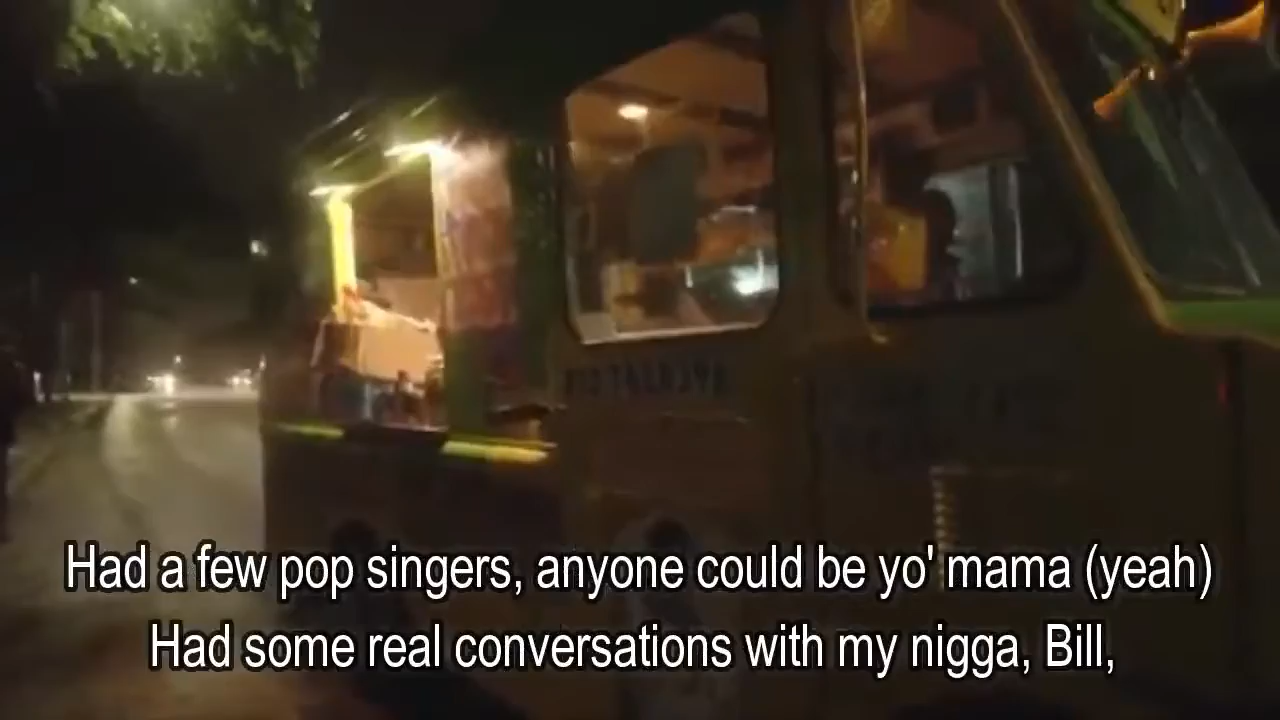 Had a few pop singers, anyone could be yo' mama (yeah)
Had some real conversations with my nigga, Bill,